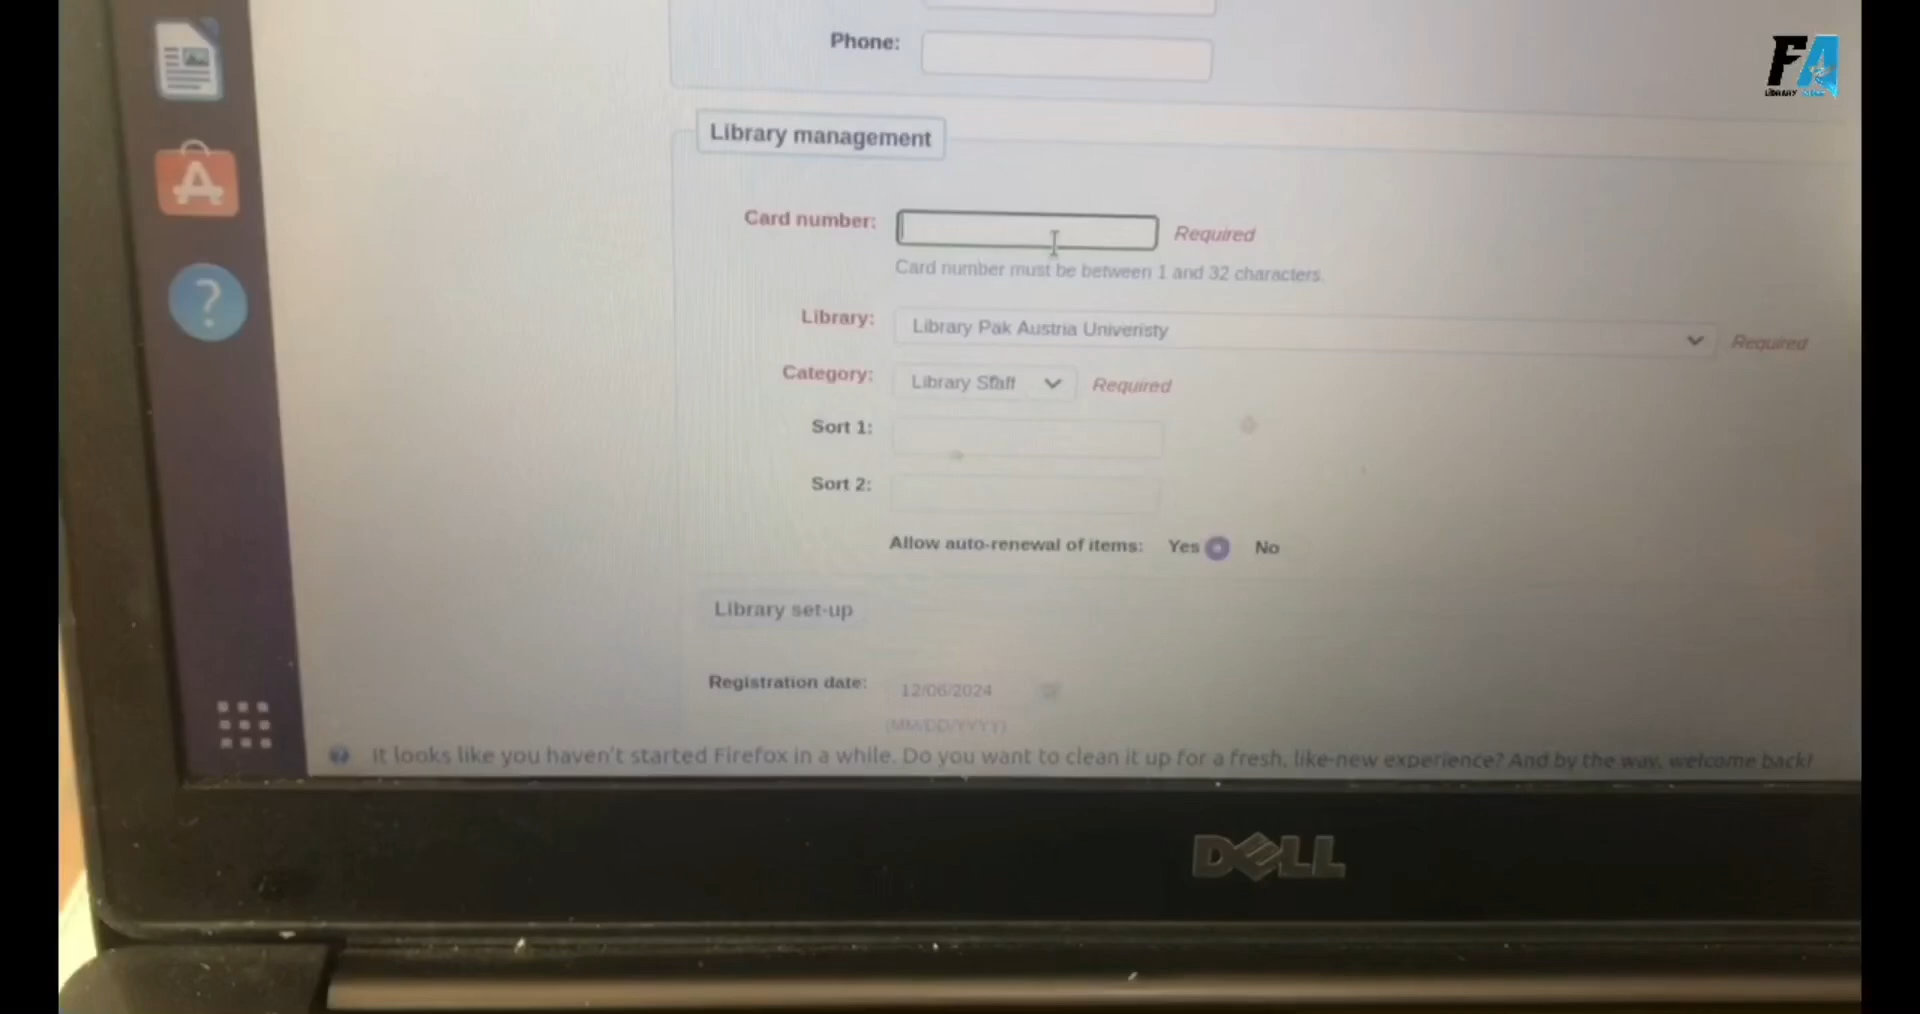 FA
LIBRARY
Phone:
Library management
Card number:
Required
Card number must be between 1 and 32 characters.
Library: Library Pak Austria Univeristy Required
Category: Library Staff Required
Sort 1:
Sort 2:
Allow auto-renewal of items: Yes No
Library set-up
Registration date: 12/06/2024
(MM/DD/YYYY)
It looks like you haven't started Firefox in a while. Do you want to clean it up for a fresh, like-new experience? And by the way, welcome back!
DELL